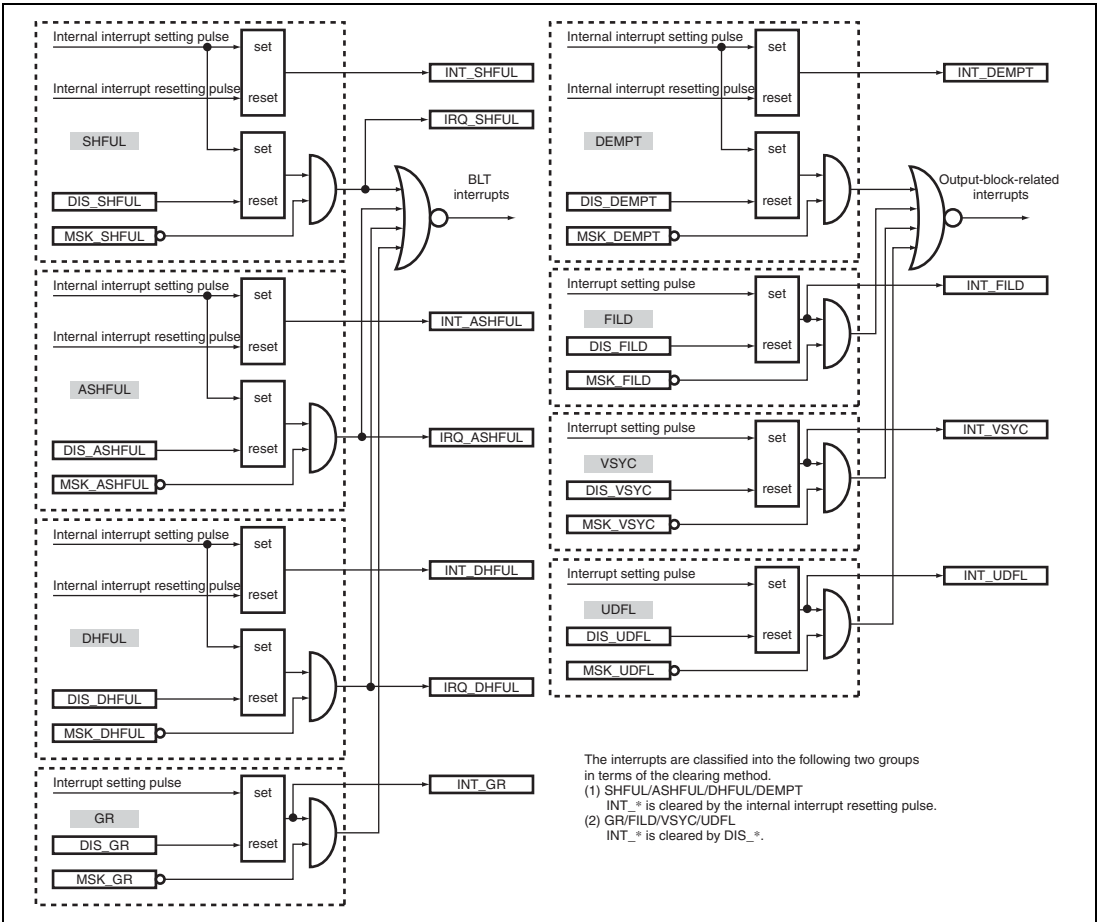 Internal interrupt setting pulse
set
INT_SHFUL
Internal interrupt resetting pulse
reset
IRQ_SHFUL
SHFUL
set
BLT
interrupts
DIS_SHFUL
reset
MSK_SHFUL
Internal interrupt setting pulse
set
INT_ASHFUL
Internal interrupt resetting pulse
reset
ASHFUL
set
IRQ_ASHFUL
DIS_ASHFUL
reset
MSK_ASHFUL
Internal interrupt setting pulse
set
INT_DHFUL
Internal interrupt resetting pulse
reset
DHFUL
set
IRQ_DHFUL
DIS_DHFUL
reset
MSK_DHFUL
Interrupt setting pulse
set
INT_GR
GR
DIS_GR
reset
MSK_GR
Internal interrupt setting pulse
set
INT_DEMPT
Internal interrupt resetting pulse
reset
DEMPT
set
Output-block-related
interrupts
DIS_DEMPT
reset
MSK_DEMPT
Interrupt setting pulse
set
INT_FILD
FILD
DIS_FILD
reset
MSK_FILD
Interrupt setting pulse
set
INT_VSYC
VSYC
DIS_VSYC
reset
MSK_VSYC
Interrupt setting pulse
set
INT_UDFL
UDFL
DIS_UDFL
reset
MSK_UDFL
The interrupts are classified into the following two groups
in terms of the clearing method.
(1) SHFUL/ASHFUL/DHFUL/DEMPT
INT_* is cleared by the internal interrupt resetting pulse.
(2) GR/FILD/VSYC/UDFL
INT_* is cleared by DIS_*.